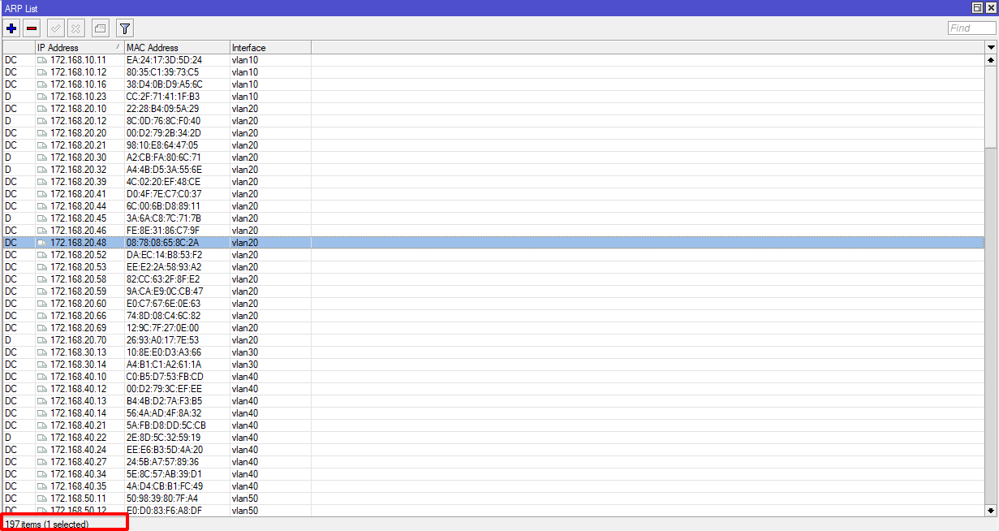 ARP List
Find
IP Address MAC Address Interface
DC 172.168.10.11 EA:24:17:3D:5D:24 vlan10
DC 172.168.10.12 80:35:C1:39:73:C5 vlan10
DC 172.168.10.16 38:D4:0B:D9:A5:6C vlan10
D 172.168.10.23 CC:2F:71:41:1F:B3 vlan10
DC 172.168.20.10 22:28:B4:09:5A:29 vlan20
D 172.168.20.12 8C:0D:76:8C:F0:40 vlan20
DC 172.168.20.20 00:D2:79:2B:34:2D vlan20
DC 172.168.20.21 98:10:E8:64:47:05 vlan20
D 172.168.20.30 A2:CB:FA:80:6C:71 vlan20
D 172.168.20.32 A4:4B:D5:3A:55:6E vlan20
DC 172.168.20.39 4C:02:20:EF:48:CE vlan20
DC 172.168.20.41 D0:4F:7E:C7:C0:37 vlan20
DC 172.168.20.44 6C:00:6B:D8:89:11 vlan20
D 172.168.20.45 3A:6A:C8:7C:71:7B vlan20
DC 172.168.20.46 FE:8E:31:86:C7:9F vlan20
DC 172.168.20.48 08:78:08:65:8C:2A vlan20
DC 172.168.20.52 DA:EC:14:B8:53:F2 vlan20
DC 172.168.20.53 EE:E2:2A:58:93:A2 vlan20
DC 172.168.20.58 82:CC:63:2F:8F:E2 vlan20
DC 172.168.20.59 9A:CA:E9:0C:CB:47 vlan20
DC 172.168.20.60 E0:C7:67:6E:0E:63 vlan20
DC 172.168.20.66 74:8D:08:C4:6C:82 vlan20
DC 172.168.20.69 12:9C:7F:27:0E:00 vlan20
D 172.168.20.70 26:93:A0:17:7E:53 vlan20
DC 172.168.30.13 10:8E:E0:D3:A3:66 vlan30
DC 172.168.30.14 A4:B1:C1:A2:61:1A vlan30
DC 172.168.40.10 C0:B5:D7:53:FB:CD vlan40
DC 172.168.40.12 00:D2:79:3C:EF:EE vlan40
DC 172.168.40.13 B4:4B:D2:7A:F3:B5 vlan40
DC 172.168.40.14 56:4A:AD:4F:8A:32 vlan40
DC 172.168.40.21 5A:FB:D8:DD:5C:CB vlan40
D 172.168.40.22 2E:8D:5C:32:59:19 vlan40
DC 172.168.40.24 EE:E6:B3:5D:4A:20 vlan40
DC 172.168.40.27 24:5B:A7:57:89:36 vlan40
DC 172.168.40.34 5E:8C:57:AB:39:D1 vlan40
DC 172.168.40.35 4A:D4:CB:B1:FC:49 vlan40
DC 172.168.50.11 50:98:39:80:7F:A4 vlan50
DC 172.168.50.12 E0:D0:83:F6:A8:DF vlan50
197 items (1 selected)